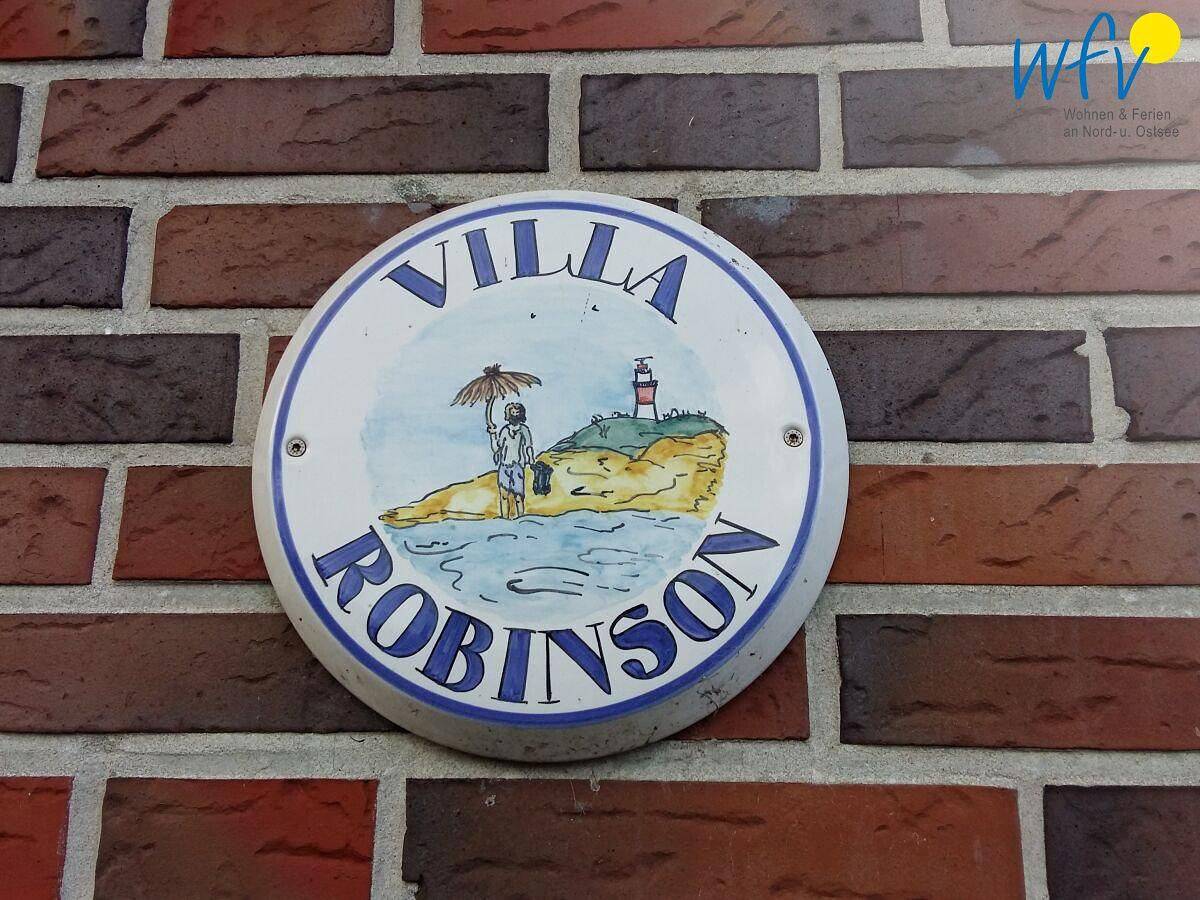 wfv
Wohnen & Ferien
an Nord- u. Ostsee
VILLA
ROBINSON